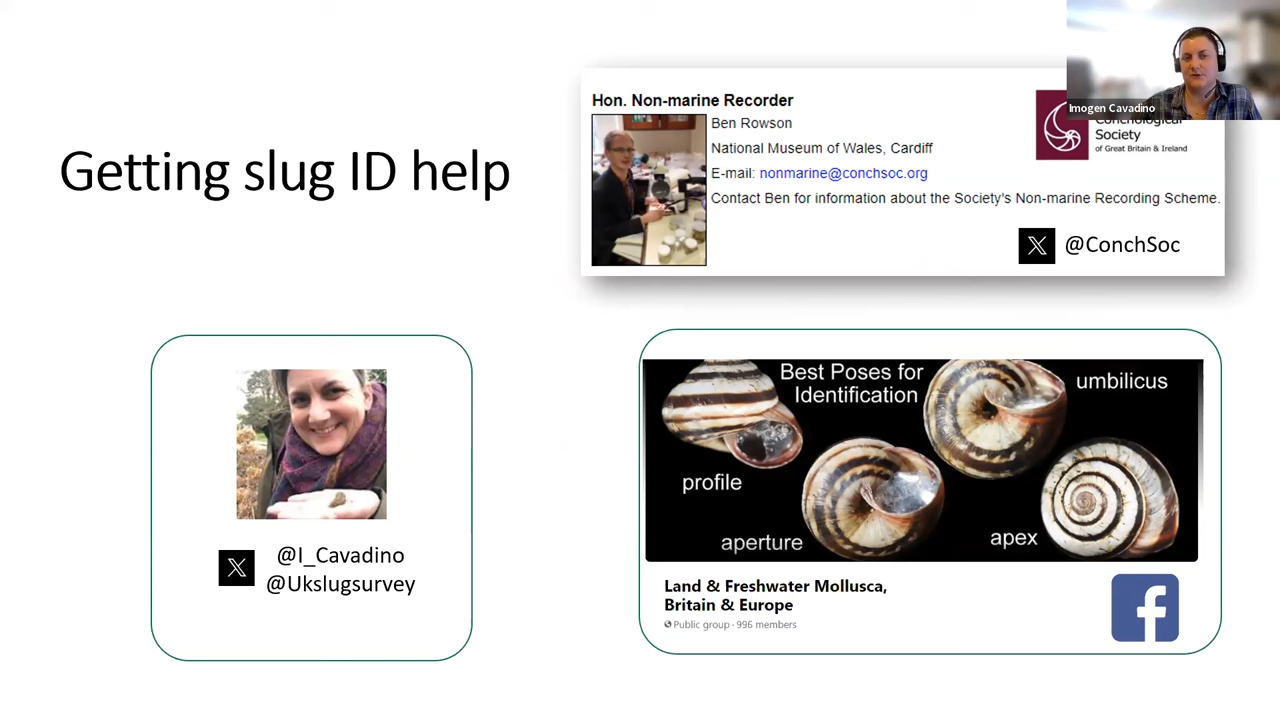 Getting slug ID help
Hon. Non-marine Recorder
Ben Rowson
National Museum of Wales, Cardiff
E-mail: nonmarine@conchsoc.org
Contact Ben for information about the Society's Non-marine Recording Scheme.
@ConchSoc
Conchological
Society
of Great Britain & Ireland
Imogen Cavadino
@I_Cavadino
@Ukslugsurvey
Best Poses for
Identification
umbilicus
profile
aperture
apex
Land & Freshwater Mollusca,
Britain & Europe
Public group · 996 members